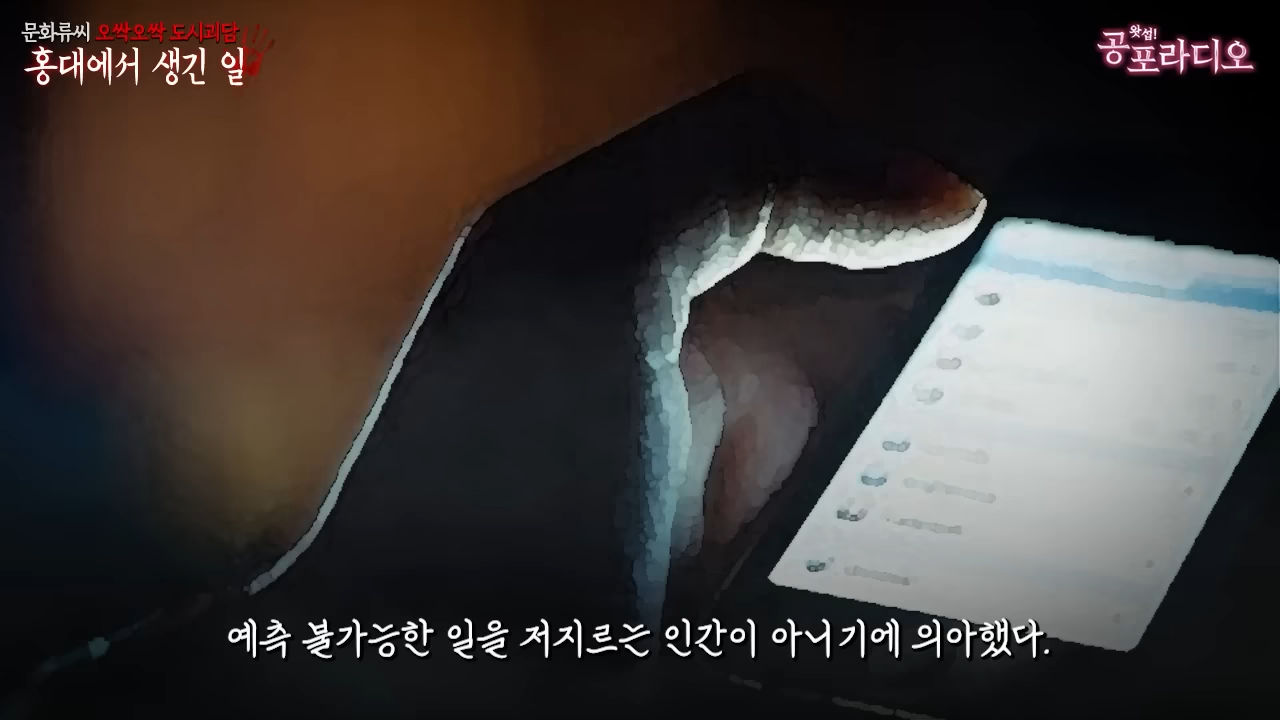 문화류씨 오싹오싹 도시괴담
홍대에서 생긴 일
왓섭!
공포라디오
예측 불가능한 일을 저지르는 인간이 아니기에 의아했다.